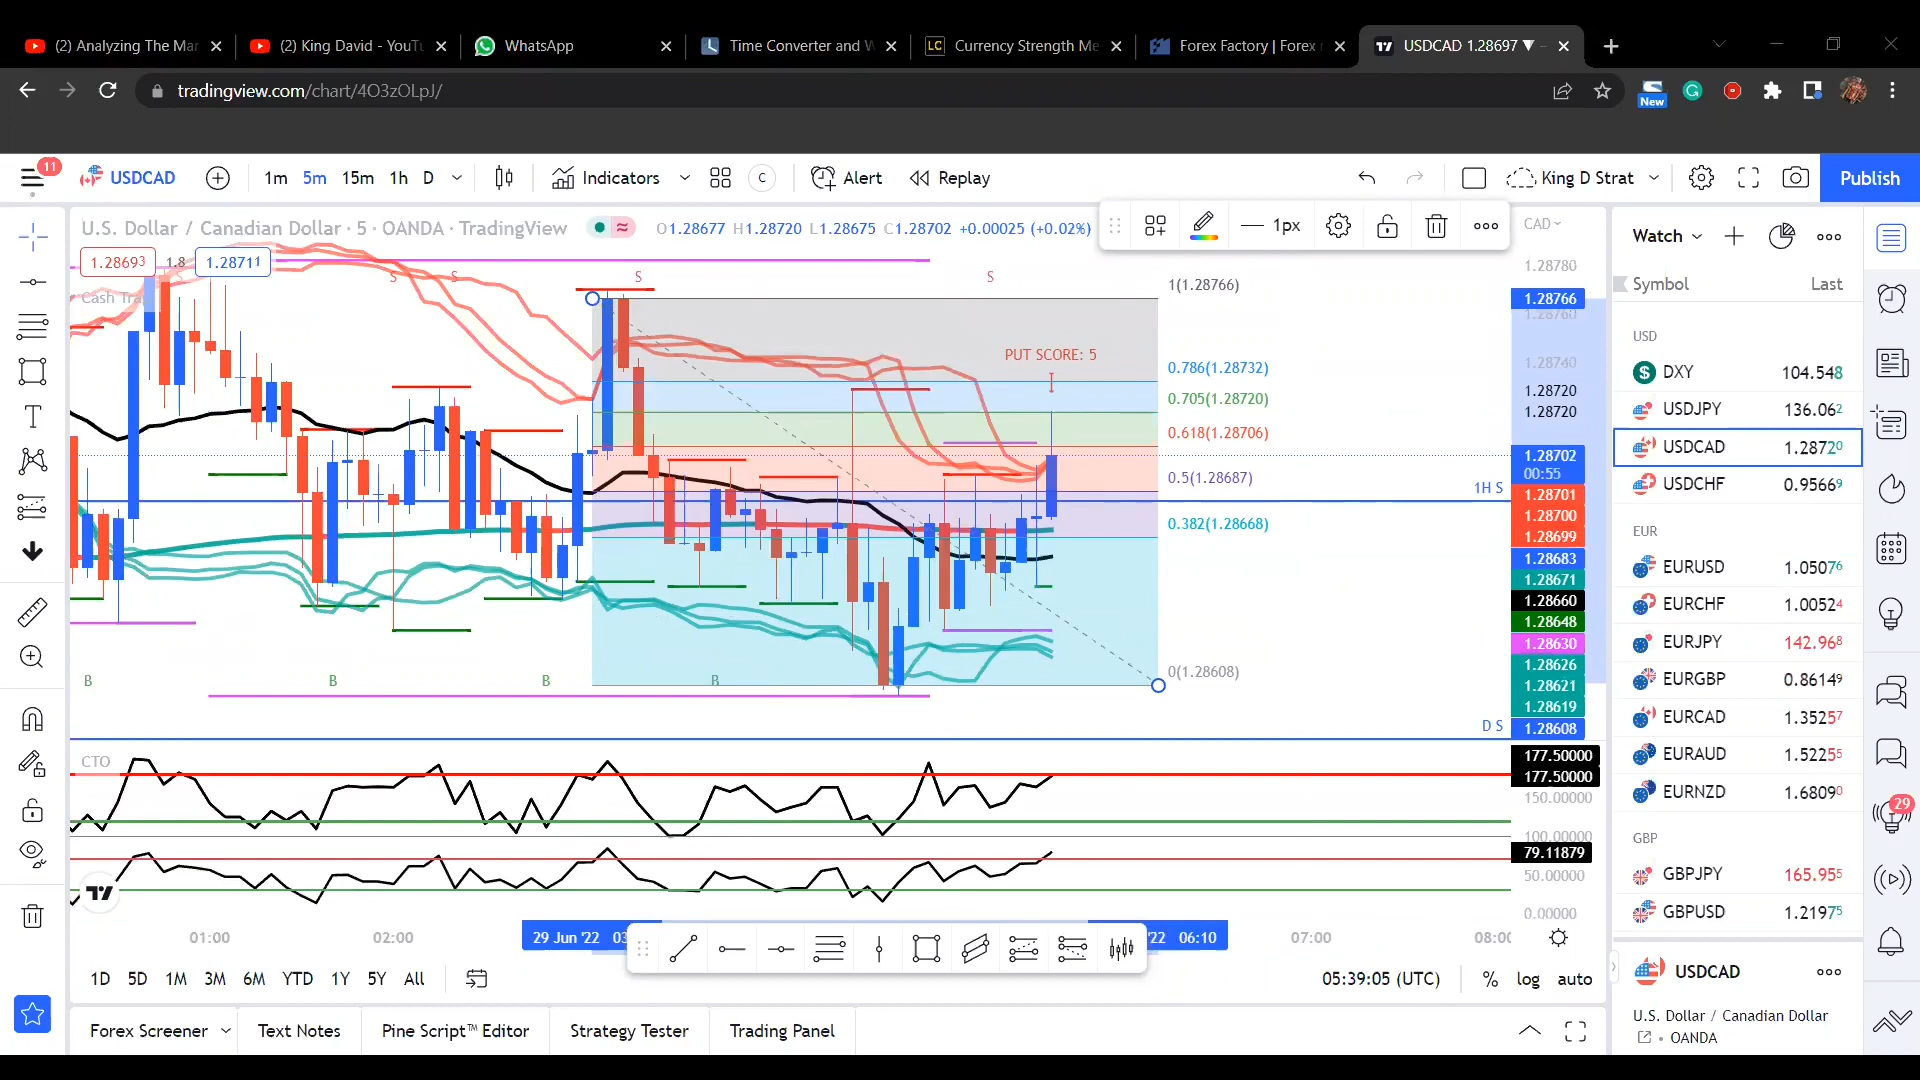 (2) Analyzing The Mar
(2) King David - YouTu
WhatsApp
Time Converter and W
Currency Strength Me
Forex Factory | Forex
USDCAD 1.28697 ▼
tradingview.com/chart/4O3zOLpJ/
New
11
USDCAD
1m 5m 15m 1h D
Indicators
C
Alert
Replay
King D Strat
Publish
U.S. Dollar / Canadian Dollar · 5 · OANDA · TradingView
O1.28677 H1.28720 L1.28675 C1.28702 +0.00025 (+0.02%)
1px
CAD
Watch
1.28693 1.8 1.28711
Cash Tra
Symbol Last
S S S S
1(1.28766)
0.786(1.28732)
0.705(1.28720)
0.618(1.28706)
0.5(1.28687)
0.382(1.28668)
0(1.28608)
PUT SCORE: 5
1H S
D S
B B B B
1.28780
1.28766
1.28760
1.28740
1.28720
1.28720
1.28702
00:55
1.28701
1.28700
1.28699
1.28683
1.28671
1.28660
1.28648
1.28630
1.28626
1.28621
1.28619
1.28608
CTO
177.50000
177.50000
150.00000
100.00000
79.11879
50.00000
0.00000
USD
DXY 104.548
USDJPY 136.062
USDCAD 1.28720
USDCHF 0.95669
EUR
EURUSD 1.05076
EURCHF 1.00524
EURJPY 142.968
EURGBP 0.86149
EURCAD 1.35257
EURAUD 1.52255
EURNZD 1.68090
GBP
GBPJPY 165.955
GBPUSD 1.21975
29
01:00 02:00 29 Jun '22 '22 06:10 07:00 08:00
1D 5D 1M 3M 6M YTD 1Y 5Y All
05:39:05 (UTC) % log auto
USDCAD
U.S. Dollar / Canadian Dollar
OANDA
Forex Screener
Text Notes
Pine Script™ Editor
Strategy Tester
Trading Panel